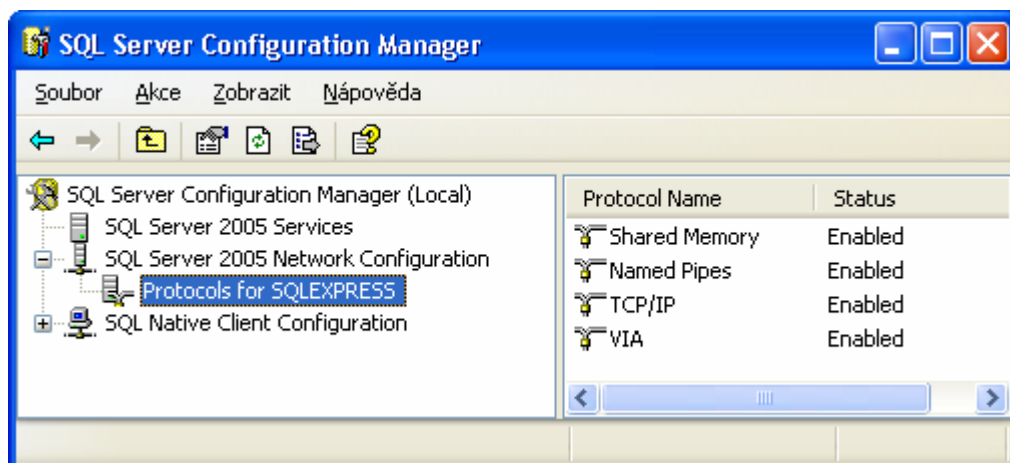 SQL Server Configuration Manager
Soubor Akce Zobrazit Nápověda
SQL Server Configuration Manager (Local)
SQL Server 2005 Services
SQL Server 2005 Network Configuration
Protocols for SQLEXPRESS
SQL Native Client Configuration
Protocol Name Status
Shared Memory Enabled
Named Pipes Enabled
TCP/IP Enabled
VIA Enabled